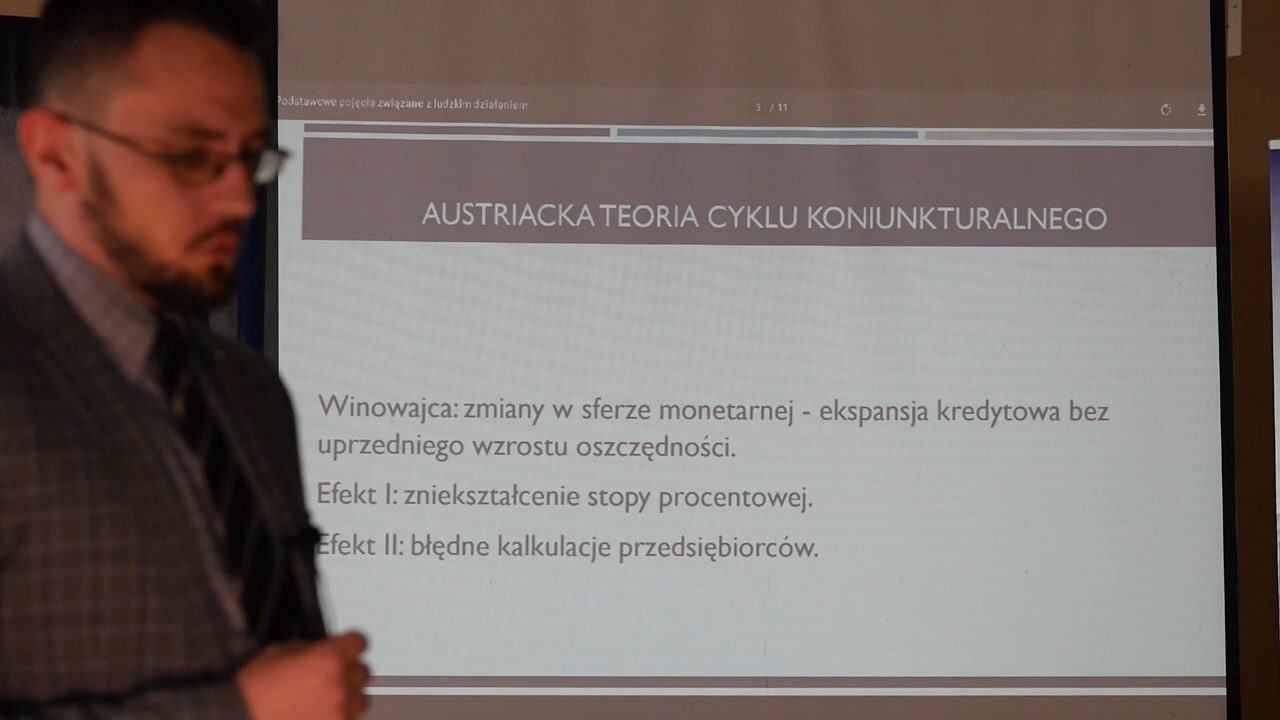 Podstawowe pojęcia związane z ludzkim działaniem
3 / 11
AUSTRIACKA TEORIA CYKLU KONIUNKTURALNEGO
Winowajca: zmiany w sferze monetarnej - ekspansja kredytowa bez
uprzedniego wzrostu oszczędności.
Efekt I: zniekształcenie stopy procentowej.
Efekt II: błędne kalkulacje przedsiębiorców.